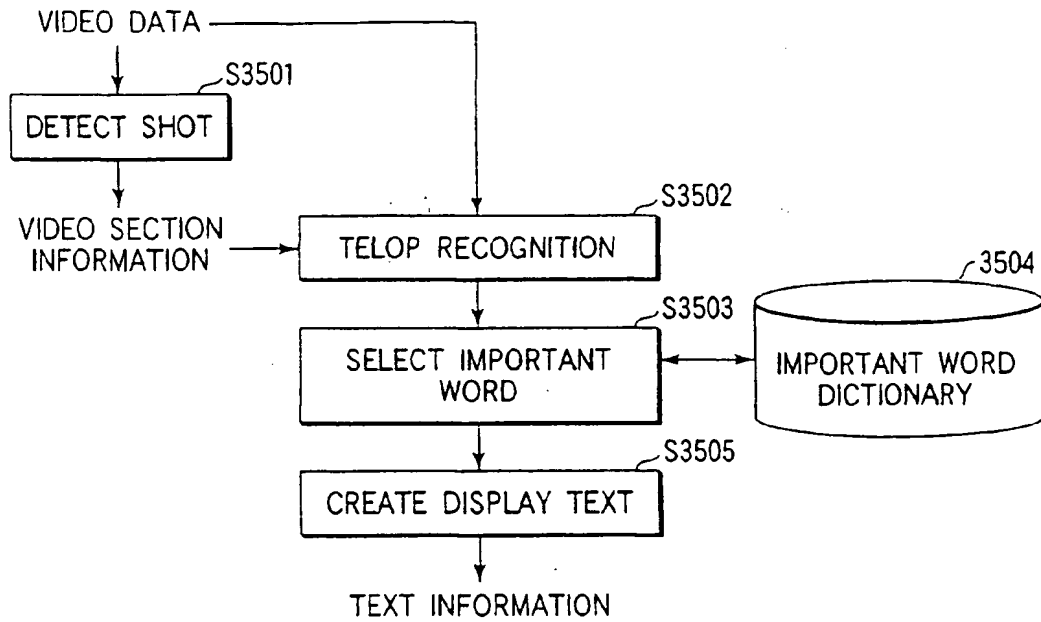 VIDEO DATA
S3501
DETECT SHOT
VIDEO SECTION
INFORMATION
S3502
TELOP RECOGNITION
S3503
SELECT IMPORTANT
WORD
3504
IMPORTANT WORD
DICTIONARY
S3505
CREATE DISPLAY TEXT
TEXT INFORMATION